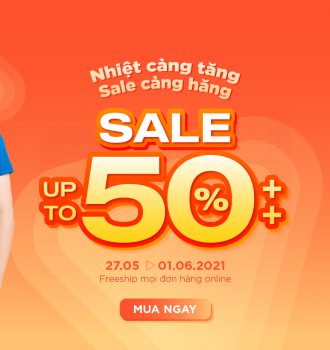 Nhiệt càng tăng
Sale càng hăng
SALE
UP TO 50%++
27.05 ▷ 01.06.2021
Freeship mọi đơn hàng online
MUA NGAY